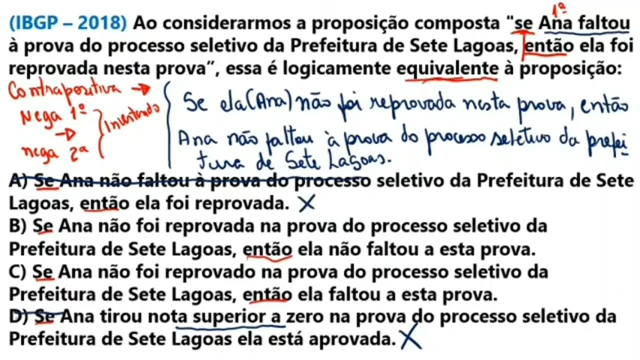 (IBGP – 2018) Ao considerarmos a proposição composta “se Ana faltou
1ª
à prova do processo seletivo da Prefeitura de Sete Lagoas, então ela foi
reprovada nesta prova”, essa é logicamente equivalente à proposição:
Contrapositiva →
Nega 1ª
→
nega 2ª
Invertendo
Se ela (Ana) não foi reprovada nesta prova, então
Ana não faltou à prova do processo seletivo da prefei
tura de Sete Lagoas.
A) Se Ana não faltou à prova do processo seletivo da Prefeitura de Sete
Lagoas, então ela foi reprovada. X
B) Se Ana não foi reprovada na prova do processo seletivo da
Prefeitura de Sete Lagoas, então ela não faltou a esta prova.
C) Se Ana não foi reprovado na prova do processo seletivo da
Prefeitura de Sete Lagoas, então ela faltou a esta prova.
D) Se Ana tirou nota superior a zero na prova do processo seletivo da
Prefeitura de Sete Lagoas ela está aprovada. X